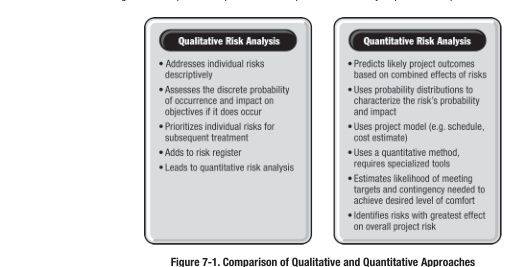 Qualitative Risk Analysis
• Addresses individual risks
descriptively
• Assesses the discrete probability
of occurrence and impact on
objectives if it does occur
• Prioritizes individual risks for
subsequent treatment
• Adds to risk register
• Leads to quantitative risk analysis
Quantitative Risk Analysis
• Predicts likely project outcomes
based on combined effects of risks
• Uses probability distributions to
characterize the risk's probability
and impact
• Uses project model (e.g. schedule,
cost estimate)
• Uses a quantitative method,
requires specialized tools
• Estimates likelihood of meeting
targets and contingency needed to
achieve desired level of comfort
• Identifies risks with greatest effect
on overall project risk
Figure 7-1. Comparison of Qualitative and Quantitative Approaches